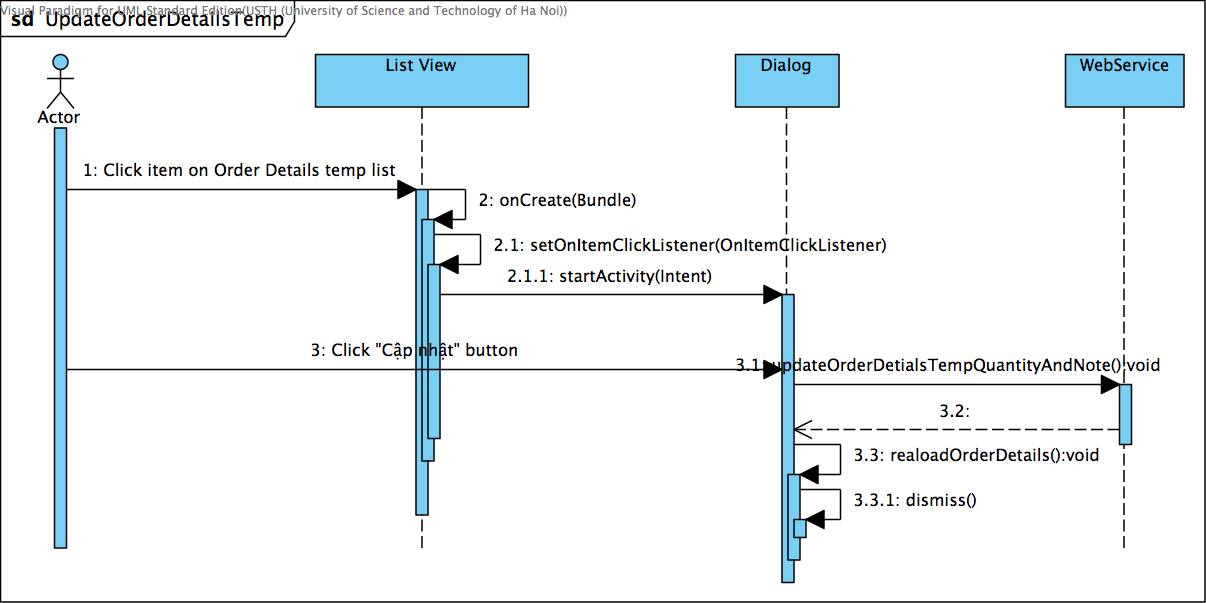 Visual Paradigm for UML Standard Edition(USTH (University of Science and Technology of Ha Noi))
sd UpdateOrderDetailsTemp
List View
Dialog
WebService
Actor
1: Click item on Order Details temp list
2: onCreate(Bundle)
2.1: setOnItemClickListener(OnItemClickListener)
2.1.1: startActivity(Intent)
3: Click "Cập nhật" button
3.1: updateOrderDetialsTempQuantityAndNote():void
3.2:
3.3: realoadOrderDetails():void
3.3.1: dismiss()